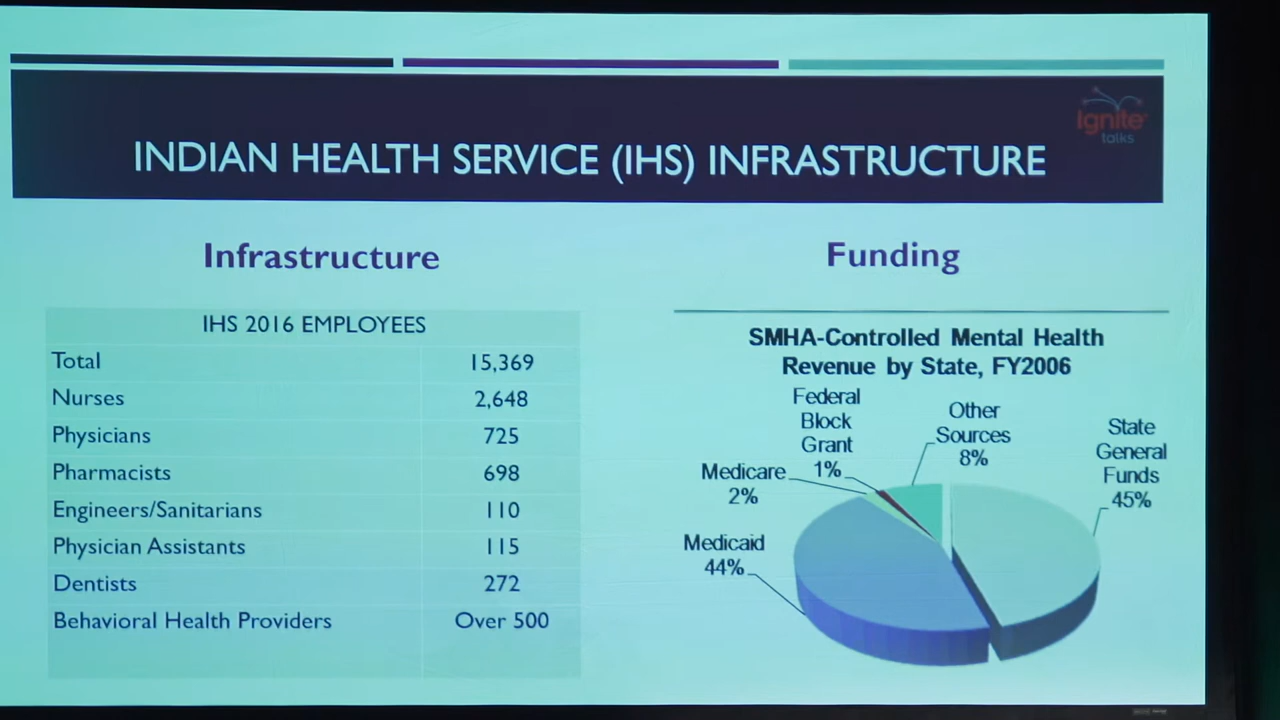 Ignite
talks
INDIAN HEALTH SERVICE (IHS) INFRASTRUCTURE
Infrastructure
IHS 2016 EMPLOYEES
Total 15,369
Nurses 2,648
Physicians 725
Pharmacists 698
Engineers/Sanitarians 110
Physician Assistants 115
Dentists 272
Behavioral Health Providers Over 500
Funding
SMHA-Controlled Mental Health
Revenue by State, FY2006
Federal
Block
Grant
1%
Other
Sources
8%
State
General
Funds
45%
Medicare
2%
Medicaid
44%